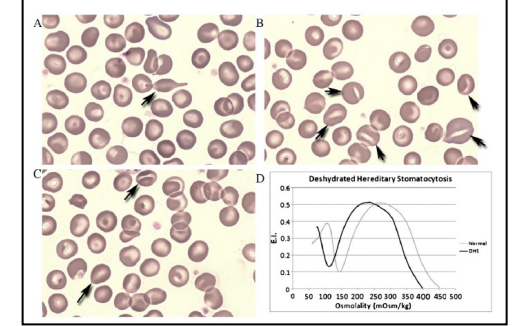 A
B
C
D
Deshydrated Hereditary Stomatocytosis
0.6
0.5
0.4
0.3
0.2
0.1
0
E.I.
0 50 100 150 200 250 300 350 400 450 500
Osmolality (mOsm/kg)
Normal
DHS